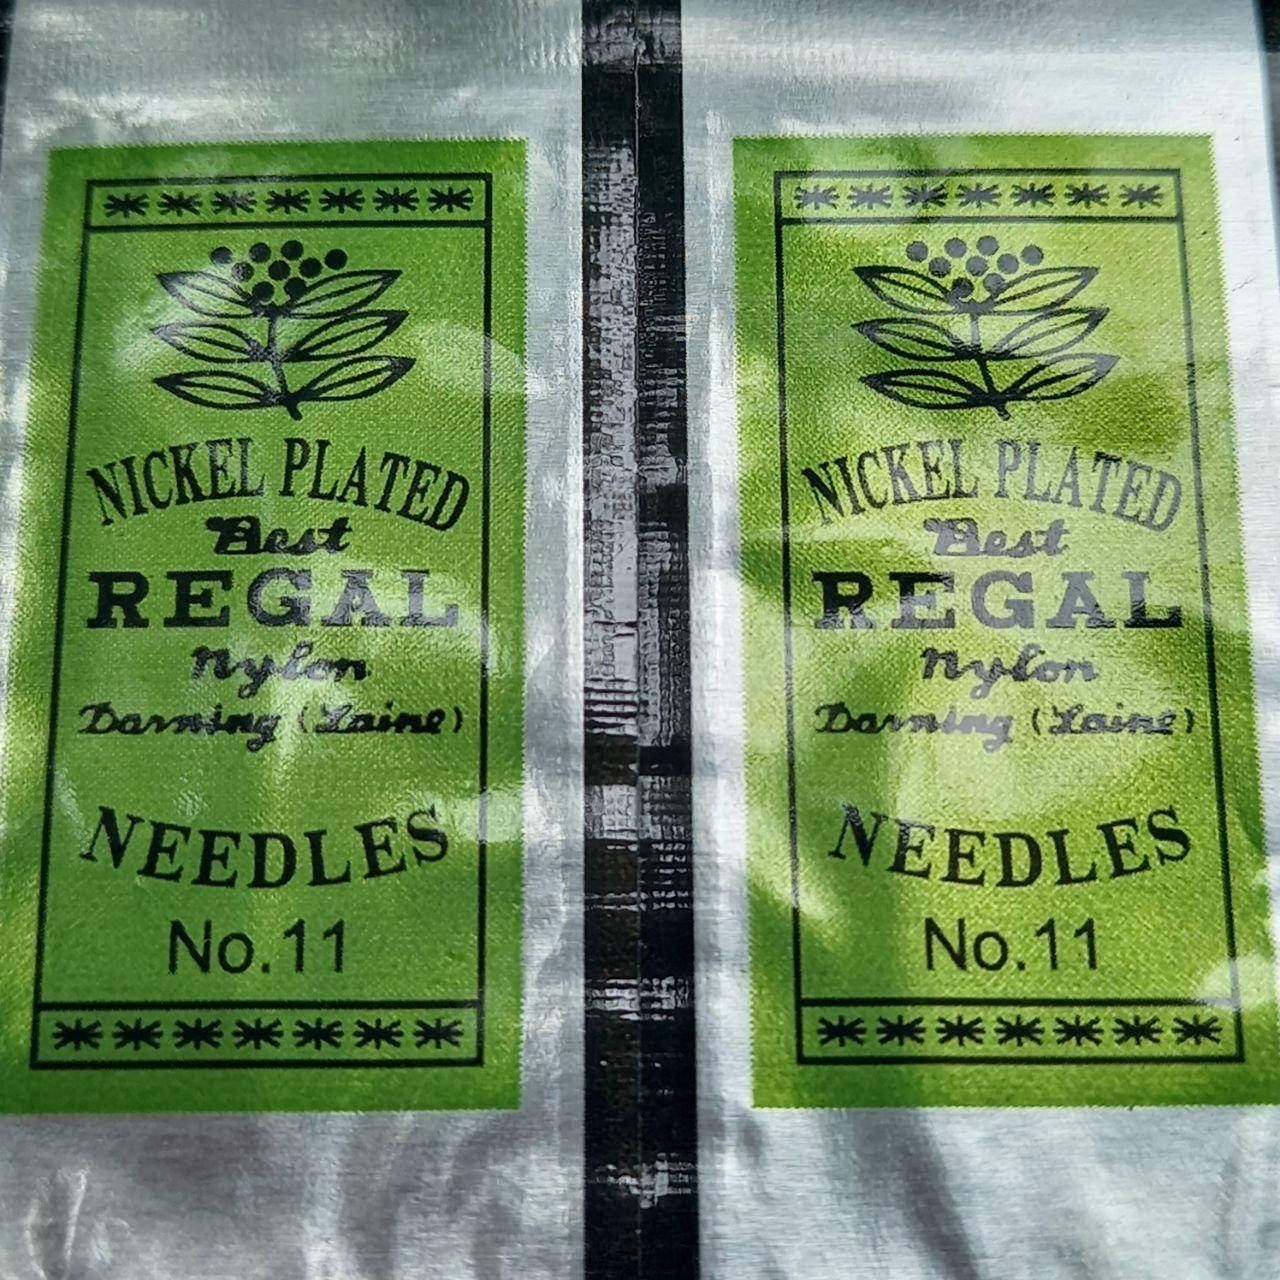 NICKEL PLATED
Best
REGAL
Nylon
Darning (Laine)
NEEDLES
No.11
NICKEL PLATED
Best
REGAL
Nylon
Darning (Laine)
NEEDLES
No.11